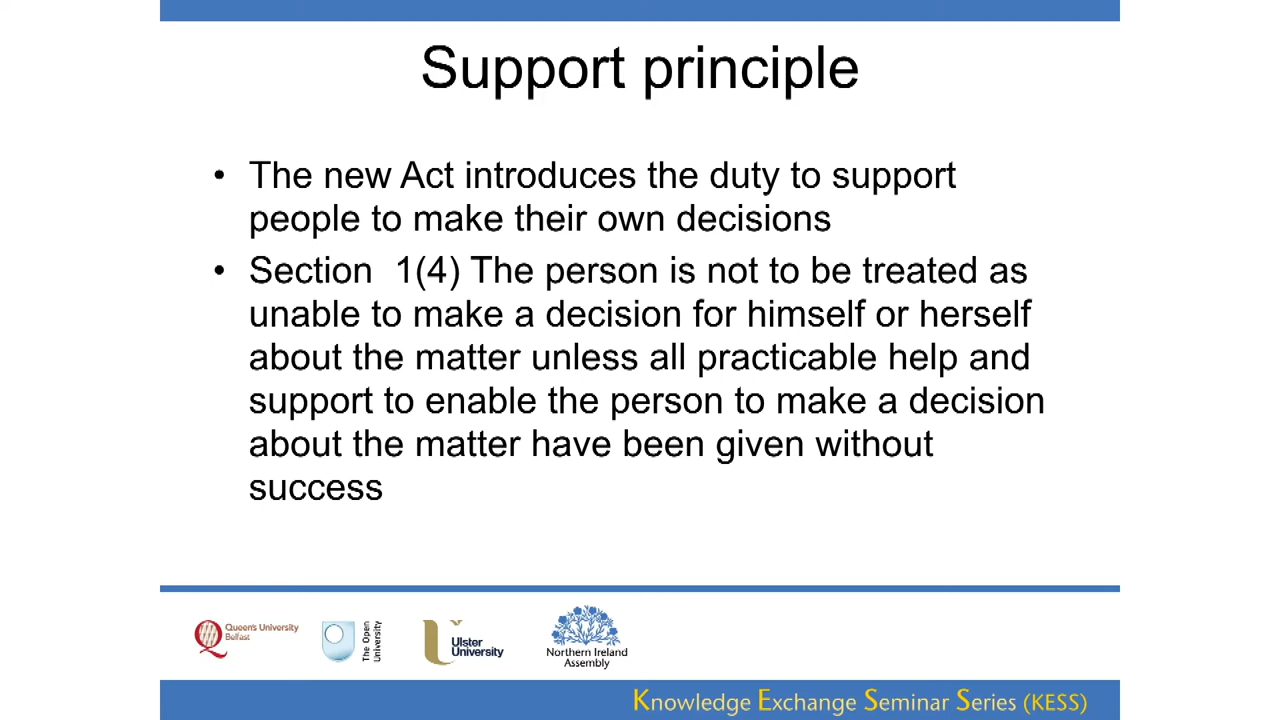 Support principle
• The new Act introduces the duty to support
people to make their own decisions
• Section  1(4) The person is not to be treated as
unable to make a decision for himself or herself
about the matter unless all practicable help and
support to enable the person to make a decision
about the matter have been given without
success
Queen's University
Belfast
The Open
University
Ulster
University
Northern Ireland
Assembly
Knowledge Exchange Seminar Series (KESS)